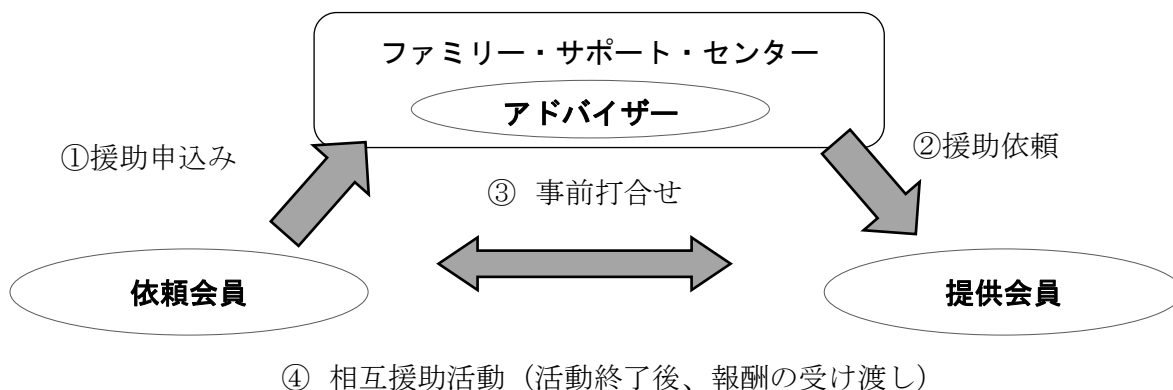 ファミリー・サポート・センター
アドバイザー
①援助申込み
②援助依頼
③ 事前打合せ
依頼会員
提供会員
④ 相互援助活動（活動終了後、報酬の受け渡し）